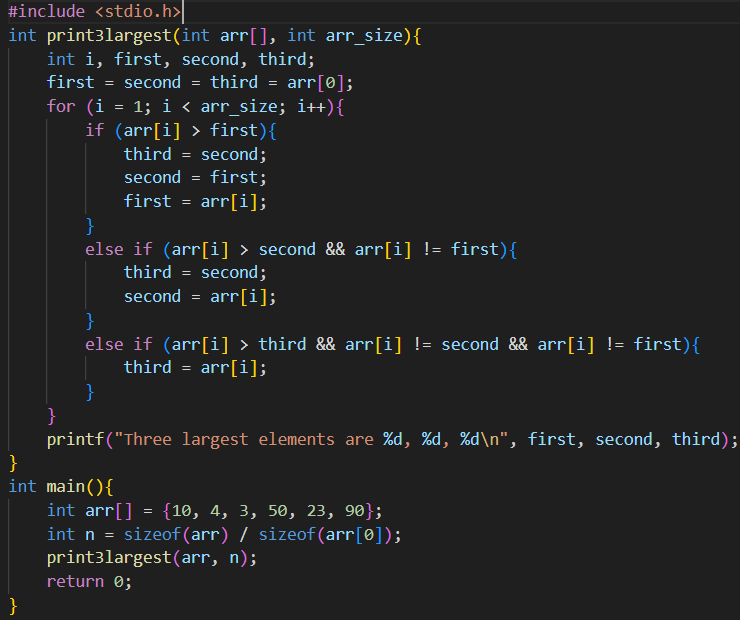 #include <stdio.h>
int print3largest(int arr[], int arr_size){
    int i, first, second, third;
    first = second = third = arr[0];
    for (i = 1; i < arr_size; i++){
        if (arr[i] > first){
            third = second;
            second = first;
            first = arr[i];
        }
        else if (arr[i] > second && arr[i] != first){
            third = second;
            second = arr[i];
        }
        else if (arr[i] > third && arr[i] != second && arr[i] != first){
            third = arr[i];
        }
    }
    printf("Three largest elements are %d, %d, %d\n", first, second, third);
}
int main(){
    int arr[] = {10, 4, 3, 50, 23, 90};
    int n = sizeof(arr) / sizeof(arr[0]);
    print3largest(arr, n);
    return 0;
}